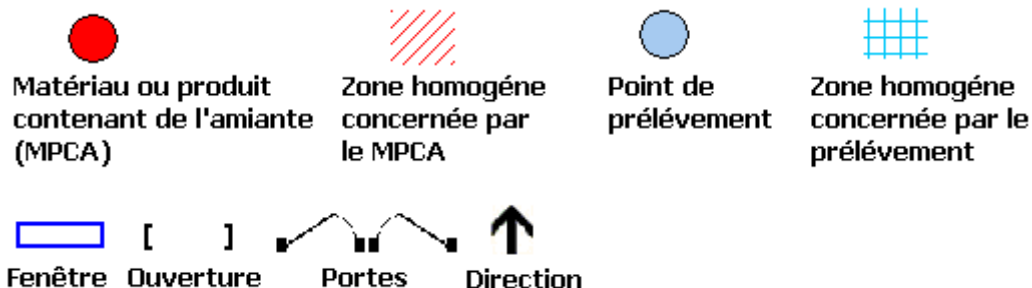 Matériau ou produit
contenant de l'amiante
(MPCA)
Zone homogéne
concernée par
le MPCA
Point de
prélévement
Zone homogéne
concernée par le
prélévement
[ ]
Fenêtre Ouverture Portes Direction